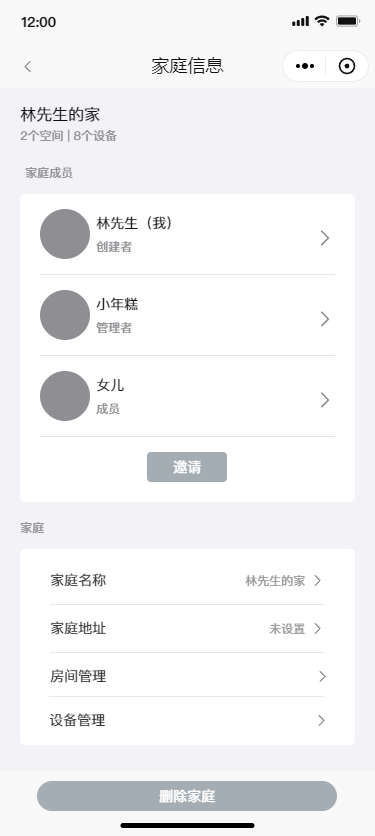 12:00
家庭信息
林先生的家
2个空间 | 8个设备
家庭成员
林先生（我）
创建者
小年糕
管理者
女儿
成员
邀请
家庭
家庭名称 林先生的家
家庭地址 未设置
房间管理
设备管理
删除家庭